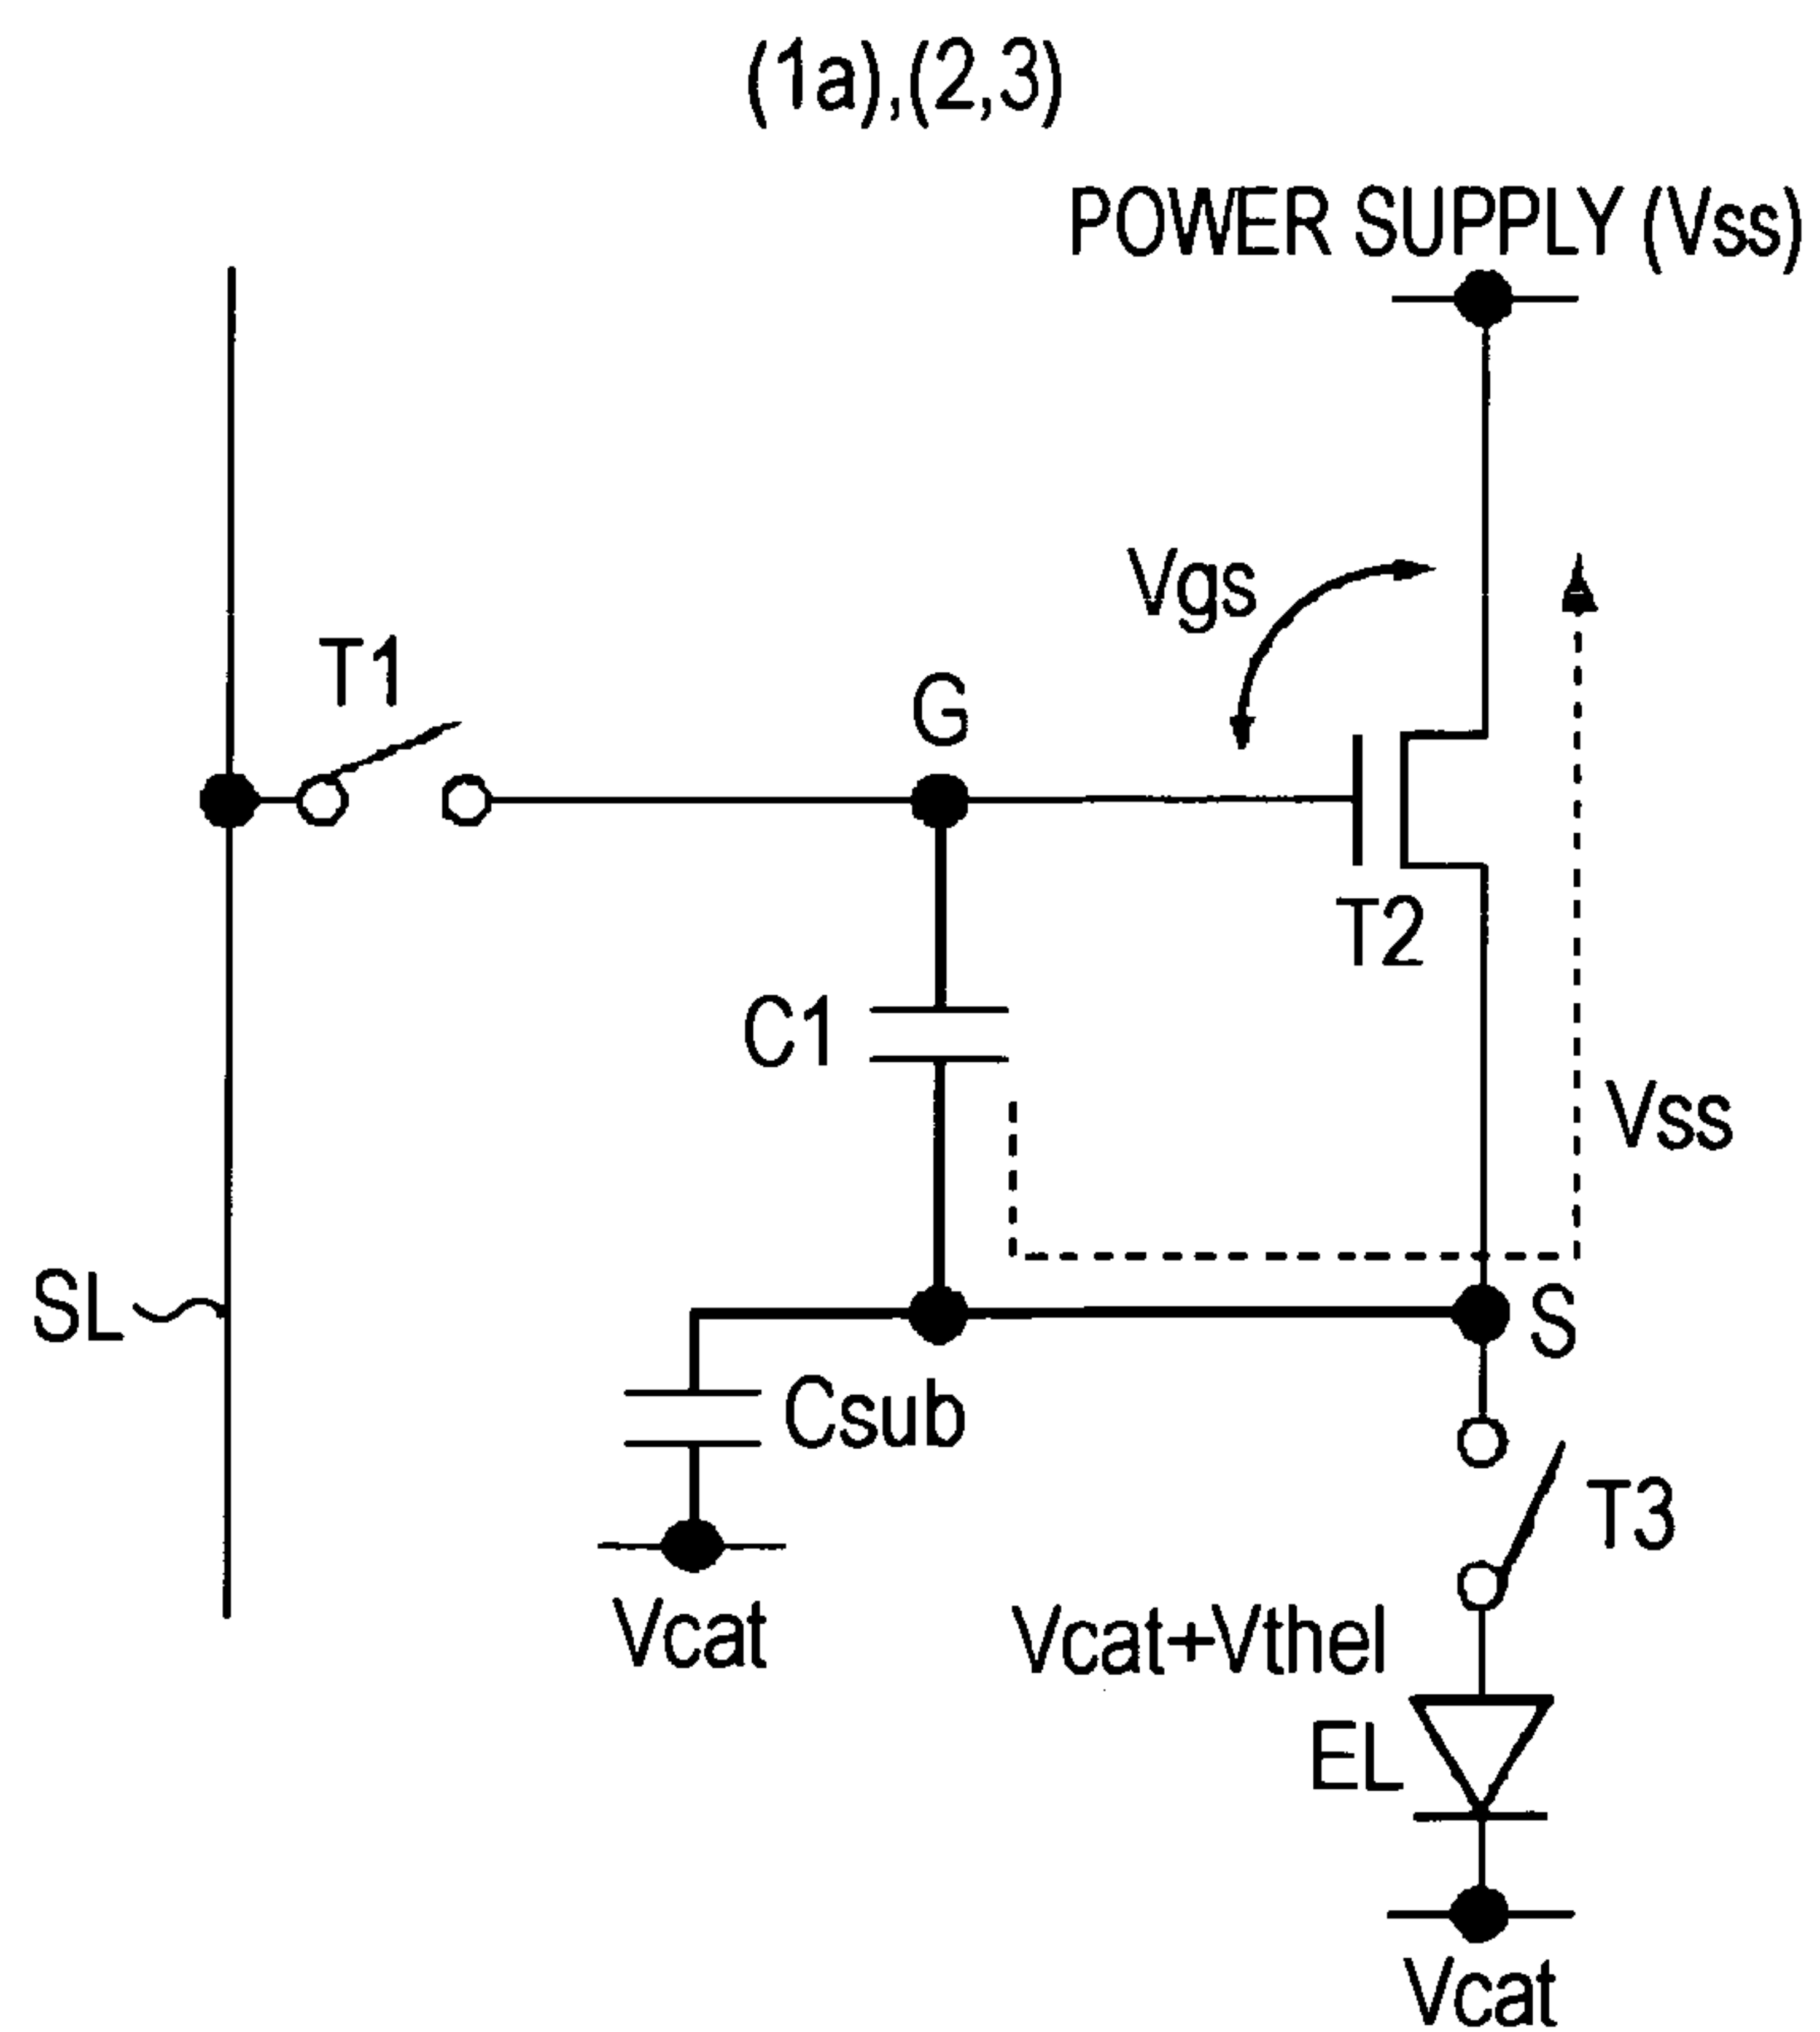 (1a),(2,3)
POWER SUPPLY (Vss)
Vgs
T1
G
T2
C1
Vss
SL
S
Csub
T3
Vcat
Vcat+Vthel
EL
Vcat